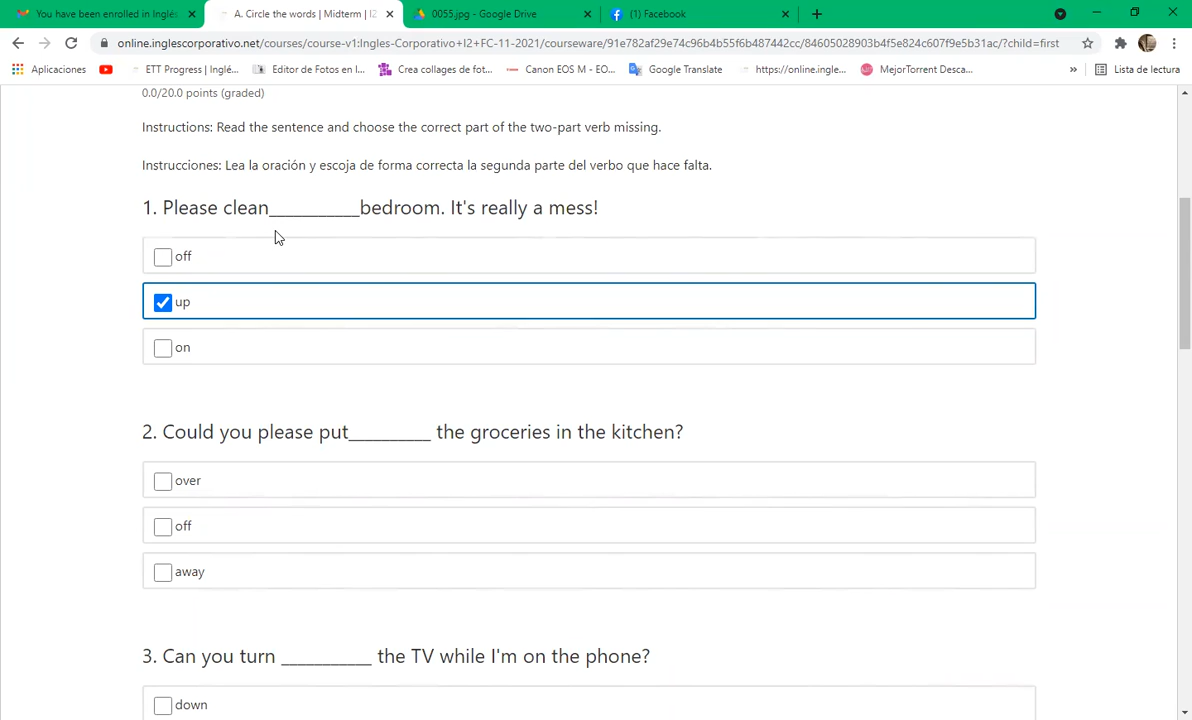 You have been enrolled in Inglés
A. Circle the words | Midterm | I2
0055.jpg - Google Drive
(1) Facebook
online.inglescorporativo.net/courses/course-v1:Ingles-Corporativo+I2+FC-11-2021/courseware/91e782af29e74c96b4b55f6b487442cc/84605028903b4f5e824c607f9e5b31ac/?child=first
Aplicaciones
ETT Progress | Inglé...
Editor de Fotos en l...
Crea collages de fot...
Canon EOS M - EO...
Google Translate
https://online.ingle...
MejorTorrent Desca...
»
Lista de lectura
0.0/20.0 points (graded)
Instructions: Read the sentence and choose the correct part of the two-part verb missing.
Instrucciones: Lea la oración y escoja de forma correcta la segunda parte del verbo que hace falta.
1. Please clean__________bedroom. It's really a mess!
off
up
on
2. Could you please put_________ the groceries in the kitchen?
over
off
away
3. Can you turn __________ the TV while I'm on the phone?
down